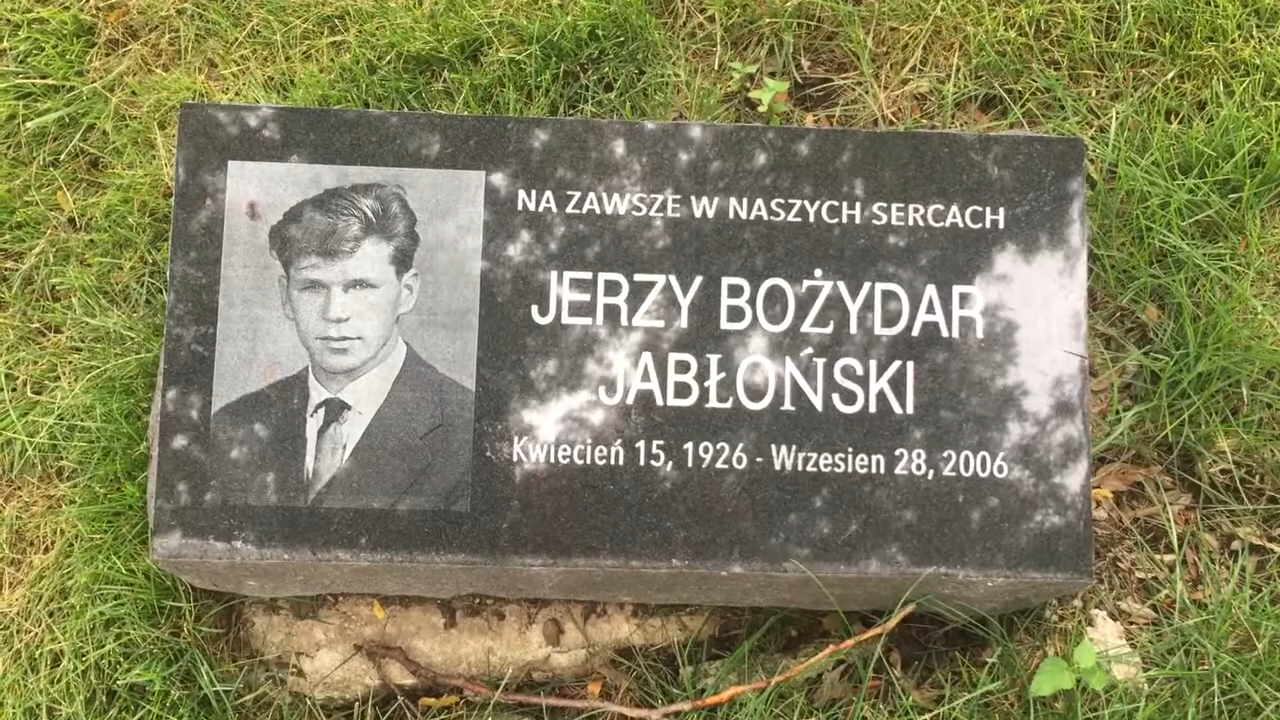 NA ZAWSZE W NASZYCH SERCACH
JERZY BOŻYDAR
JABŁOŃSKI
Kwiecień 15, 1926 - Wrzesien 28, 2006